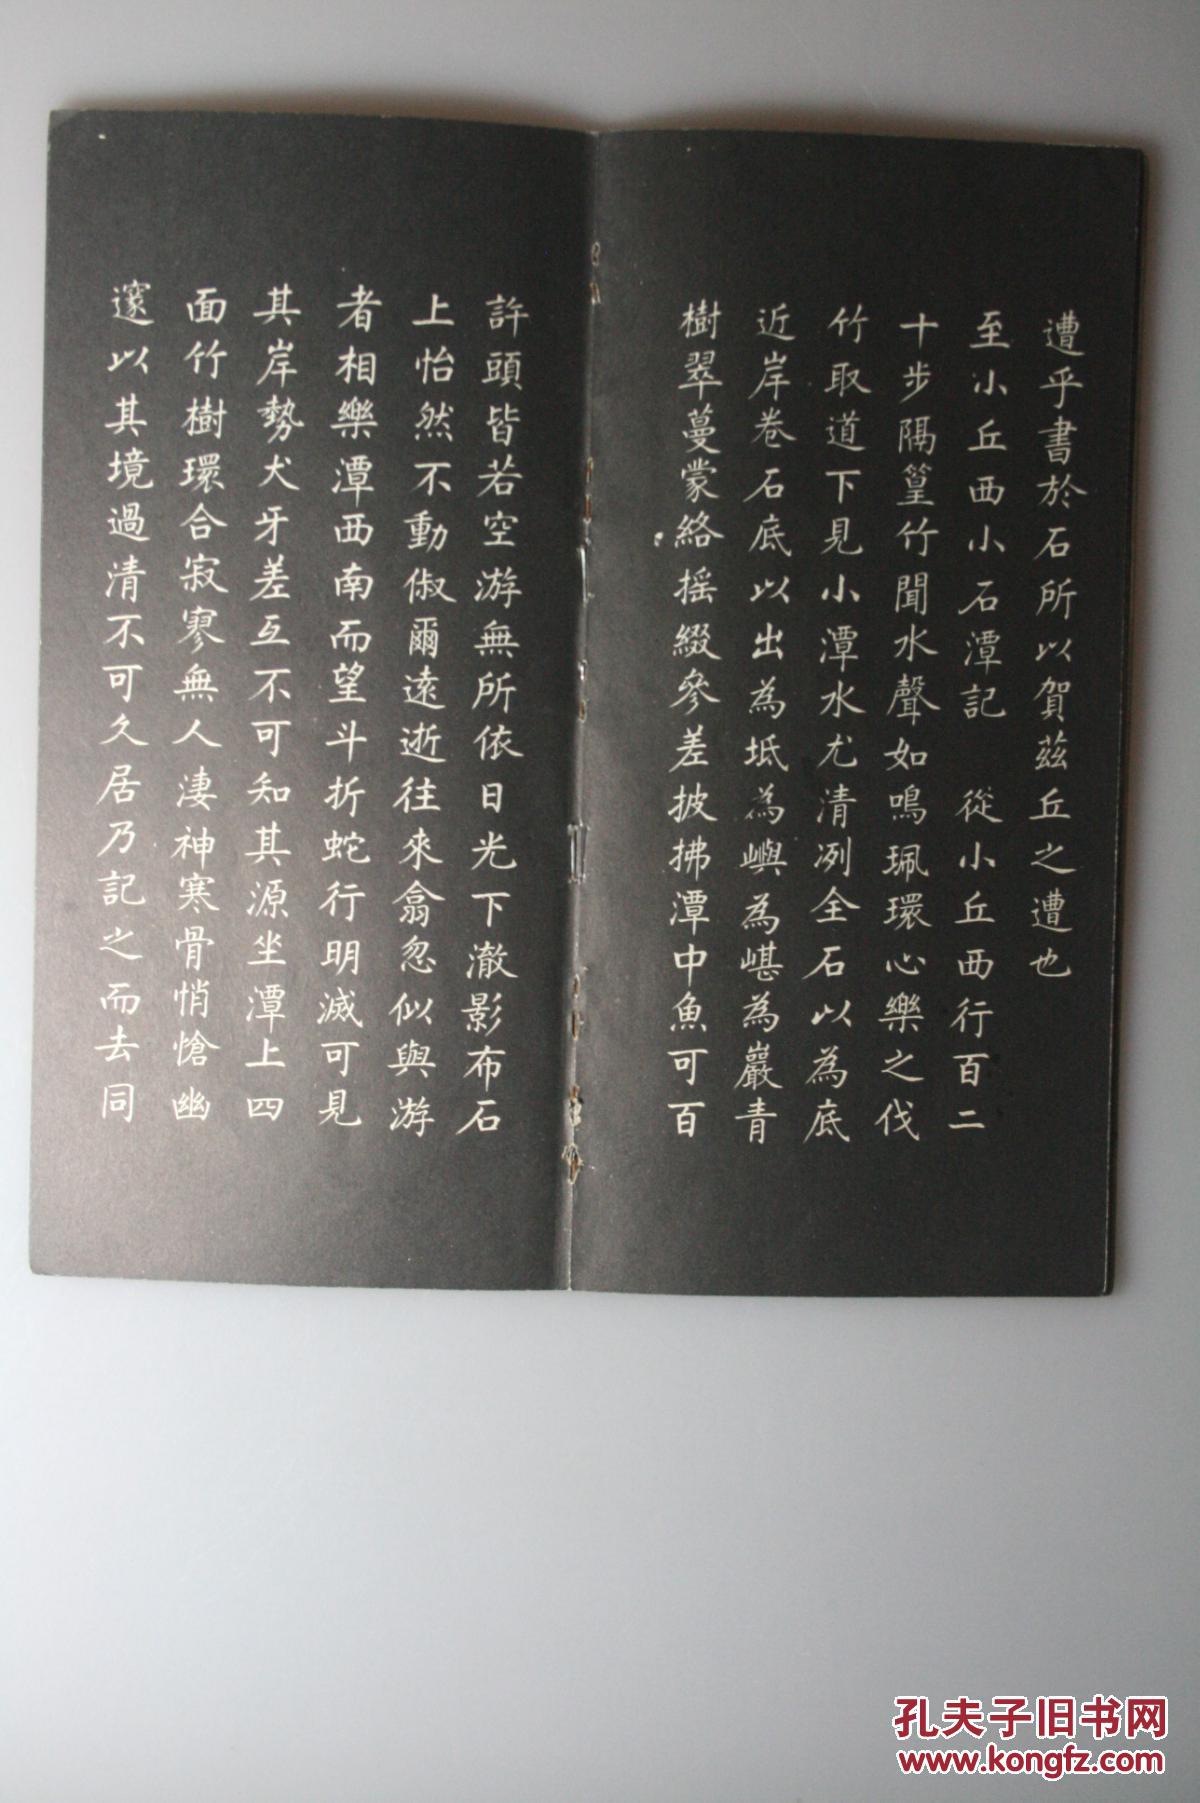 遭乎書於石所以賀茲丘之遭也
至小丘西小石潭記　從小丘西行百二
十步隔篁竹聞水聲如鳴珮環心樂之伐
竹取道下見小潭水尤清冽全石以為底
近岸卷石底以出為坻為嶼為嵁為巖青
樹翠蔓蒙絡搖綴參差披拂潭中魚可百
許頭皆若空游無所依日光下澈影布石
上怡然不動俶爾遠逝往來翕忽似與游
者相樂潭西南而望斗折蛇行明滅可見
其岸勢犬牙差互不可知其源坐潭上四
面竹樹環合寂寥無人淒神寒骨悄愴幽
邃以其境過清不可久居乃記之而去同
孔夫子旧书网
www.kongfz.com